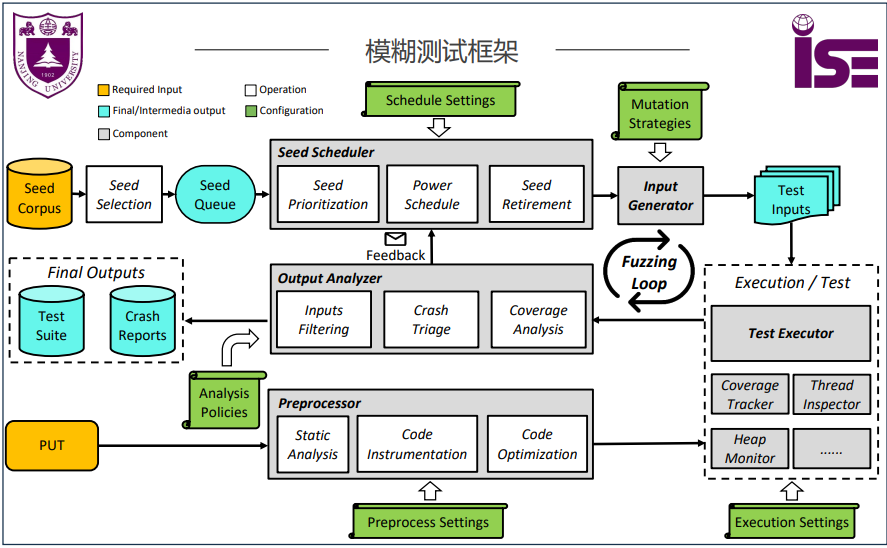 模糊测试框架
NANJING UNIVERSITY
1902
iSE
Required Input
Operation
Final/Intermedia output
Configuration
Component
Schedule Settings
Mutation
Strategies
Seed
Corpus
Seed
Selection
Seed
Queue
Seed Scheduler
Seed
Prioritization
Power
Schedule
Seed
Retirement
Input
Generator
Test
Inputs
Feedback
Fuzzing
Loop
Final Outputs
Test
Suite
Crash
Reports
Output Analyzer
Inputs
Filtering
Crash
Triage
Coverage
Analysis
Execution / Test
Test Executor
Coverage
Tracker
Thread
Inspector
Heap
Monitor
......
Analysis
Policies
PUT
Preprocessor
Static
Analysis
Code
Instrumentation
Code
Optimization
Preprocess Settings
Execution Settings